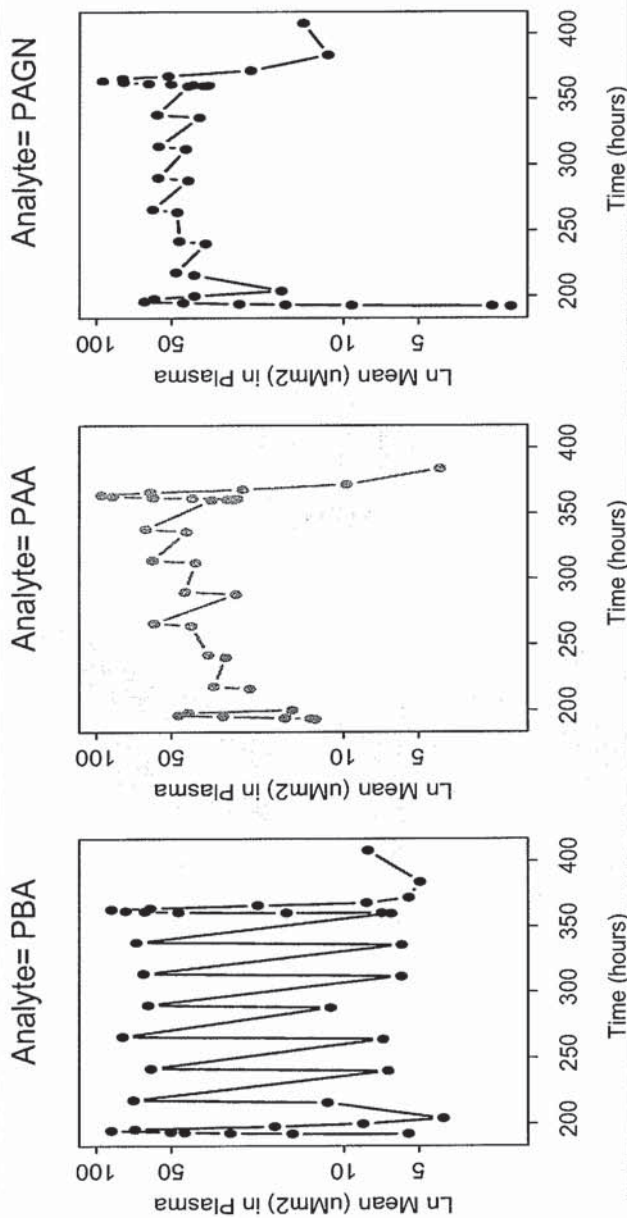 Analyte= PBA
Ln Mean (uMm2) in Plasma
100
50
10
5
200 250 300 350 400
Time (hours)
Analyte= PAA
Ln Mean (uMm2) in Plasma
100
50
10
5
200 250 300 350 400
Time (hours)
Analyte= PAGN
Ln Mean (uMm2) in Plasma
100
50
10
5
200 250 300 350 400
Time (hours)